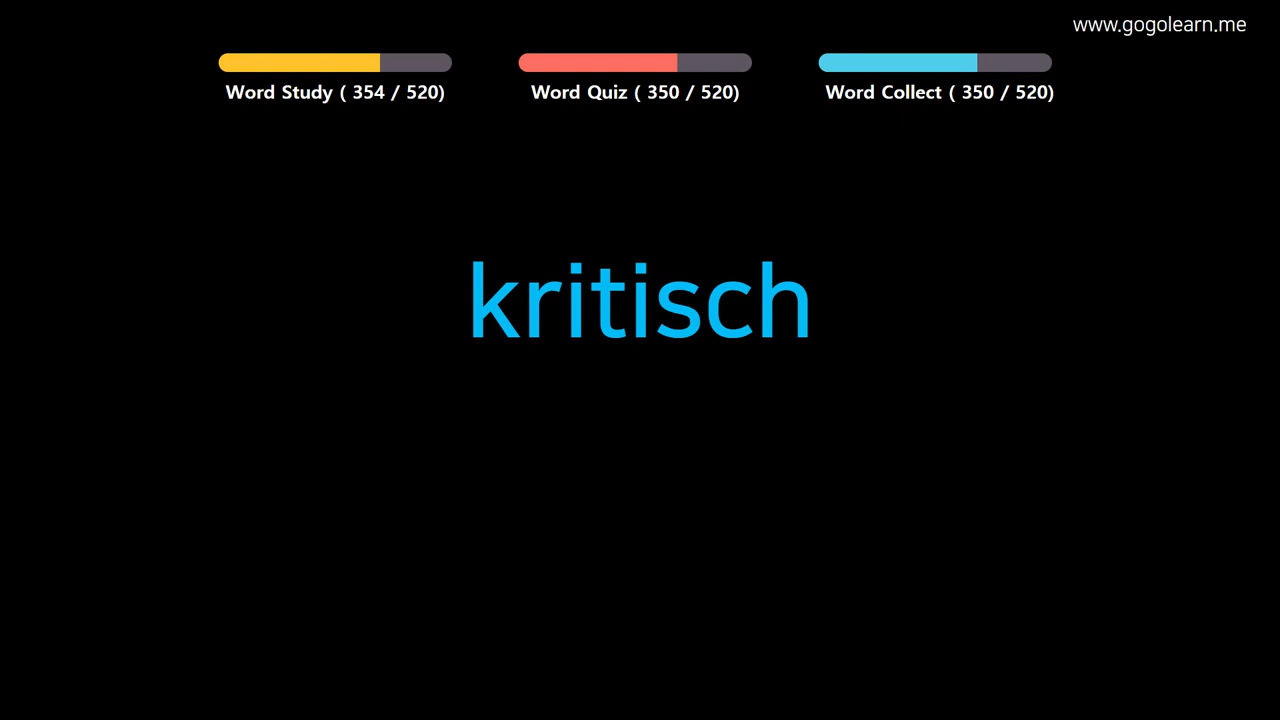 www.gogolearn.me
Word Study ( 354 / 520)
Word Quiz ( 350 / 520)
Word Collect ( 350 / 520)
kritisch